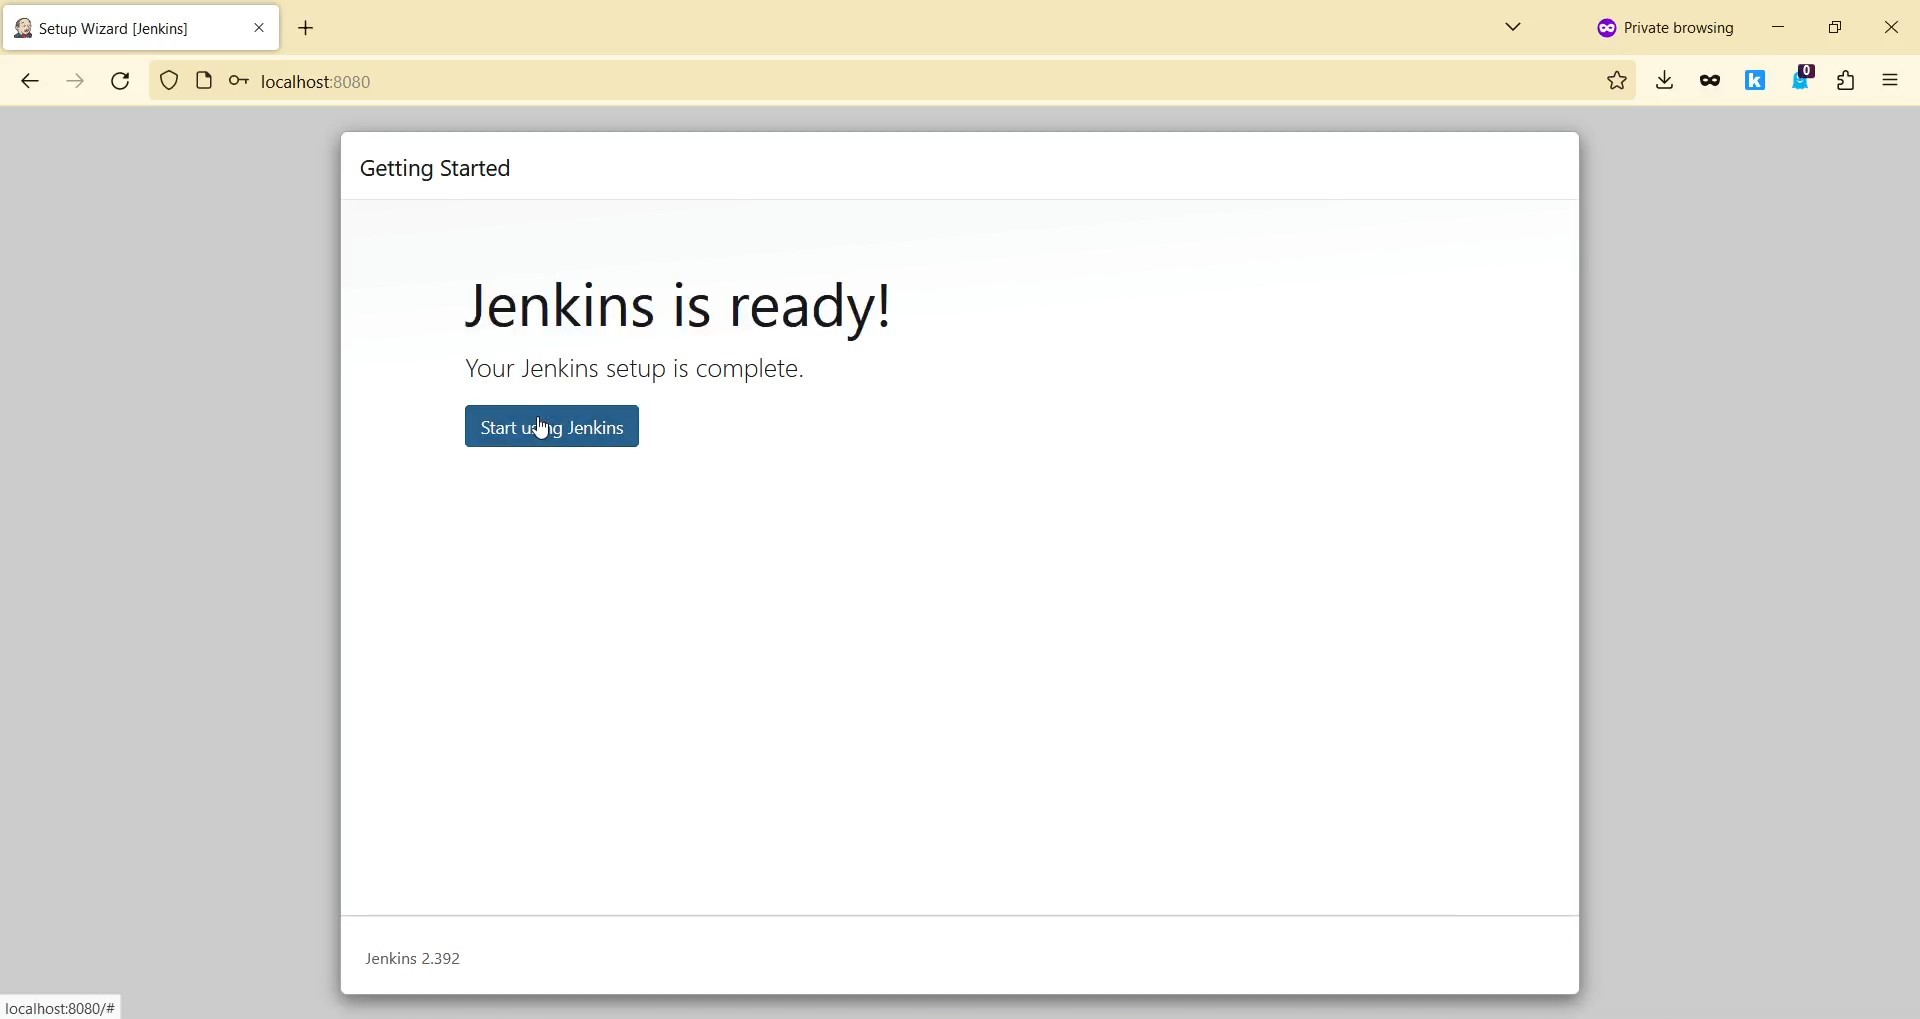 Setup Wizard [Jenkins]
Private browsing
localhost:8080
0
k
Getting Started
Jenkins is ready!
Your Jenkins setup is complete.
Start using Jenkins
Jenkins 2.392
localhost:8080/#